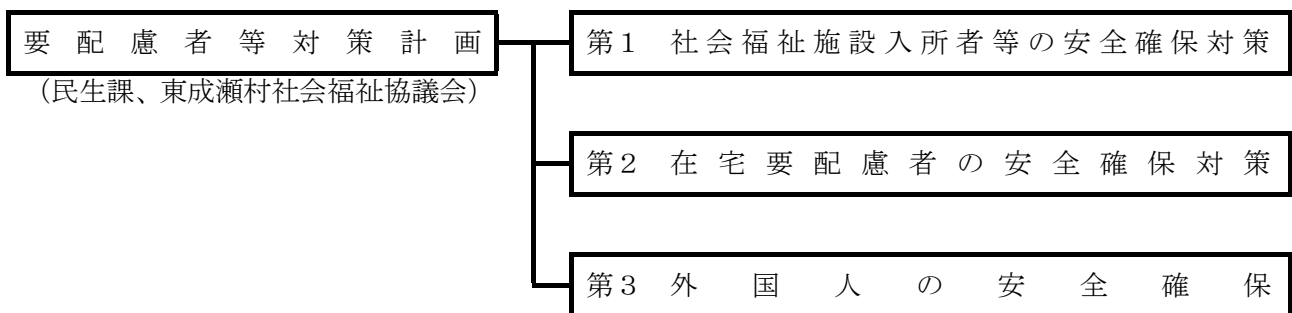 要配慮者等対策計画
（民生課、東成瀬村社会福祉協議会）
第１ 社会福祉施設入所者等の安全確保対策
第２ 在宅要配慮者の安全確保対策
第３ 外国人の安全確保